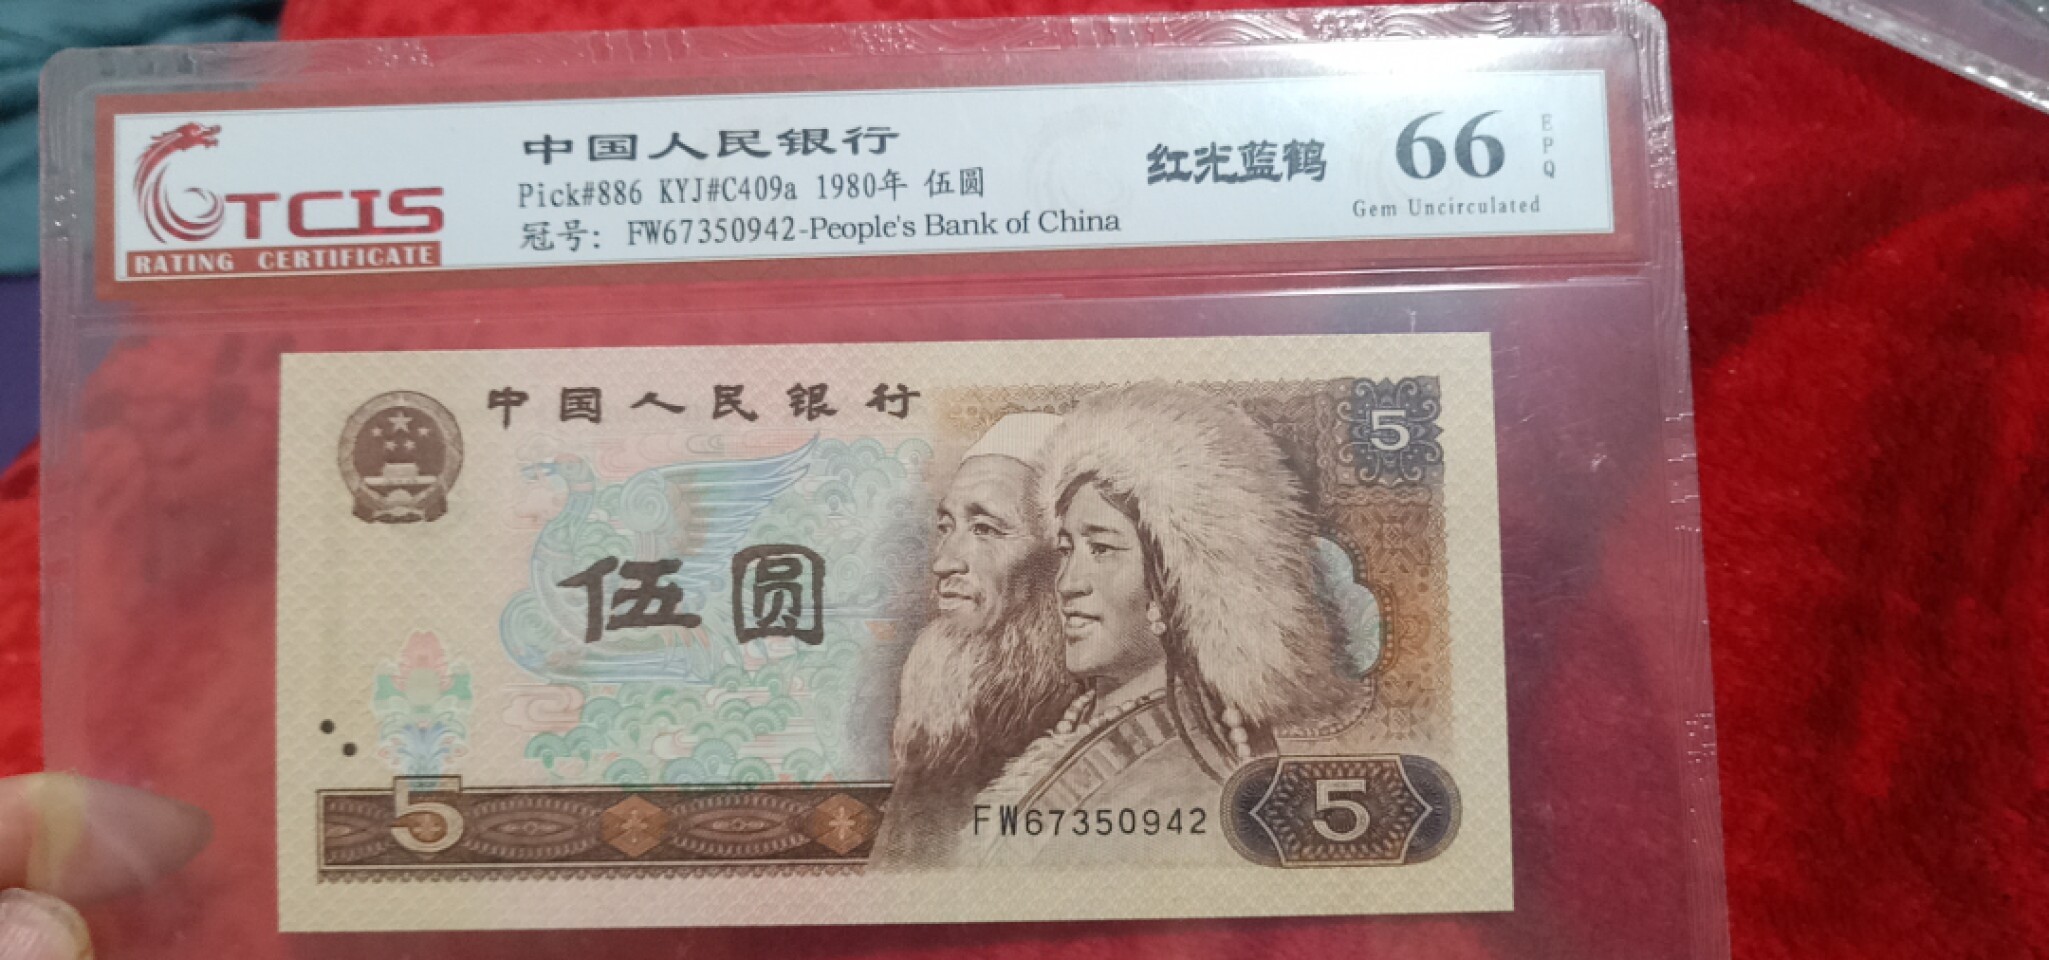 TCIS
RATING CERTIFICATE
中国人民银行
Pick#886 KYJ#C409a 1980年 伍圆
冠号: FW67350942-People's Bank of China
红光蓝鹤
66
EPQ
Gem Uncirculated
中国人民银行
5
伍圆
5
FW67350942
5